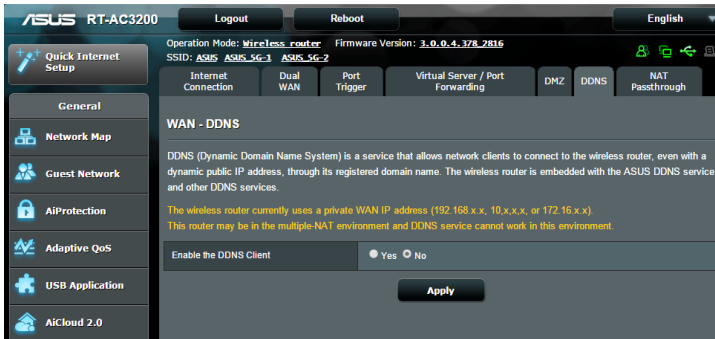 ASUS RT-AC3200 Logout Reboot English
Quick Internet Setup
General
Network Map
Guest Network
AiProtection
Adaptive QoS
USB Application
AiCloud 2.0
Operation Mode: Wireless router Firmware Version: 3.0.0.4.378_2816
SSID: ASUS ASUS_5G-1 ASUS_5G-2
Internet Connection Dual WAN Port Trigger Virtual Server / Port Forwarding DMZ DDNS NAT Passthrough
WAN - DDNS
DDNS (Dynamic Domain Name System) is a service that allows network clients to connect to the wireless router, even with a
dynamic public IP address, through its registered domain name. The wireless router is embedded with the ASUS DDNS service
and other DDNS services.
The wireless router currently uses a private WAN IP address (192.168.x.x, 10,x,x,x, or 172.16.x.x).
This router may be in the multiple-NAT environment and DDNS service cannot work in this environment.
Enable the DDNS Client Yes No
Apply